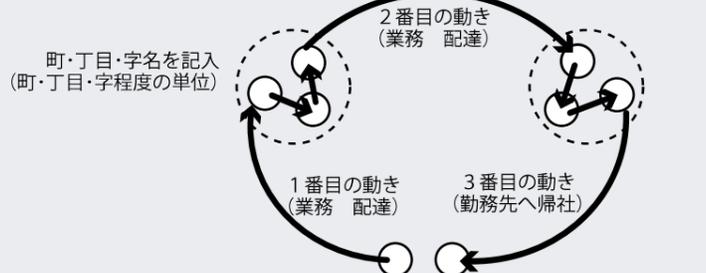 2番目の動き
（業務　配達）
町・丁目・字名を記入
（町・丁目・字程度の単位）
1番目の動き
（業務　配達）
3番目の動き
（勤務先へ帰社）